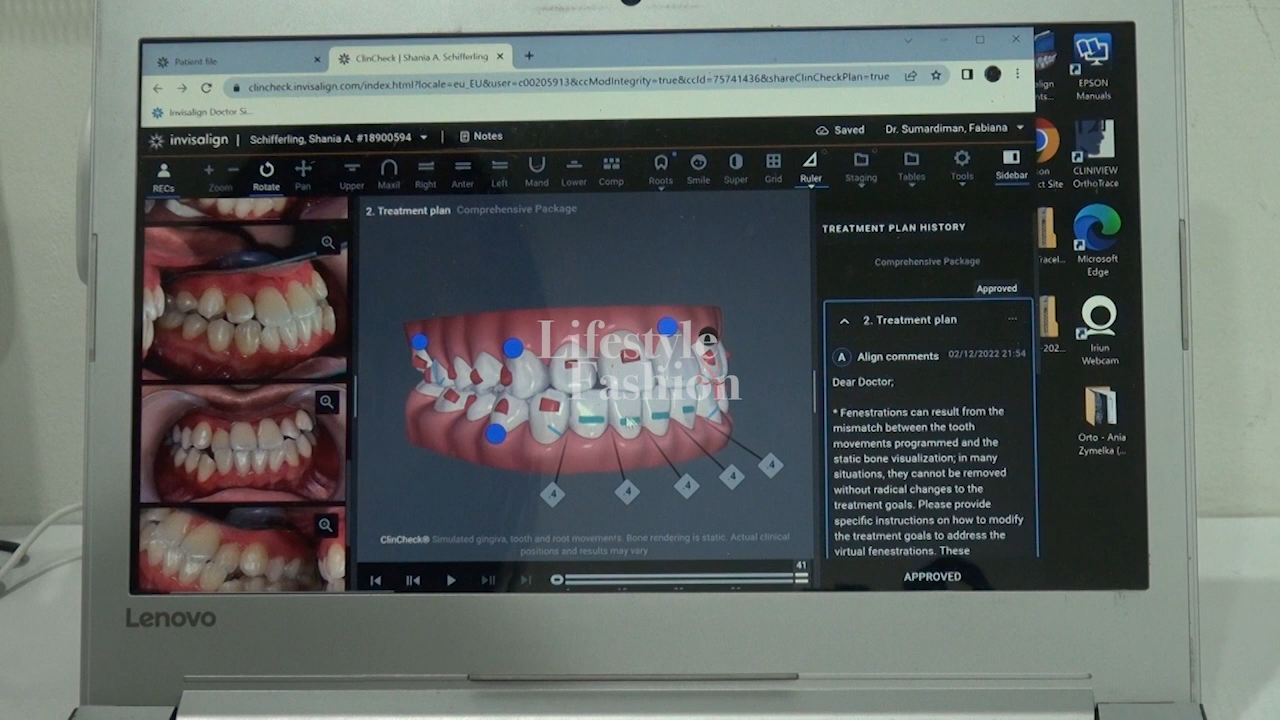 Patient file
ClinCheck | Shania A. Schifferling
clincheck.invisalign.com/index.html?locale=eu_EU&user=c00205913&ccModIntegrity=true&ccId=75741436&shareClinCheckPlan=true
Invisalign Doctor Si...
invisalign | Schifferling, Shania A. #18900594
Notes
Saved
Dr. Sumardiman, Fabiana
RECs
Zoom
Rotate
Pan
Upper
Maxil
Right
Anter
Left
Mand
Lower
Comp
Roots
Smile
Super
Grid
Ruler
Staging
Tables
Tools
Sidebar
2. Treatment plan Comprehensive Package
TREATMENT PLAN HISTORY
Comprehensive Package
Approved
2. Treatment plan
A Align comments 02/12/2022 21:54
Dear Doctor;
* Fenestrations can result from the
mismatch between the tooth
movements programmed and the
static bone visualization; in many
situations, they cannot be removed
without radical changes to the
treatment goals. Please provide
specific instructions on how to modify
the treatment goals to address the
virtual fenestrations. These
APPROVED
Lifestyle
Fashion
.4
.4
.4
.4
.4
ClinCheck® Simulated gingiva, tooth and root movements. Bone rendering is static. Actual clinical
positions and results may vary
41
EPSON
Manuals
CLINIVIEW
OrthoTrace
Microsoft
Edge
Iriun
Webcam
Orto - Ania
Zymelka (...
ct Site
Lenovo